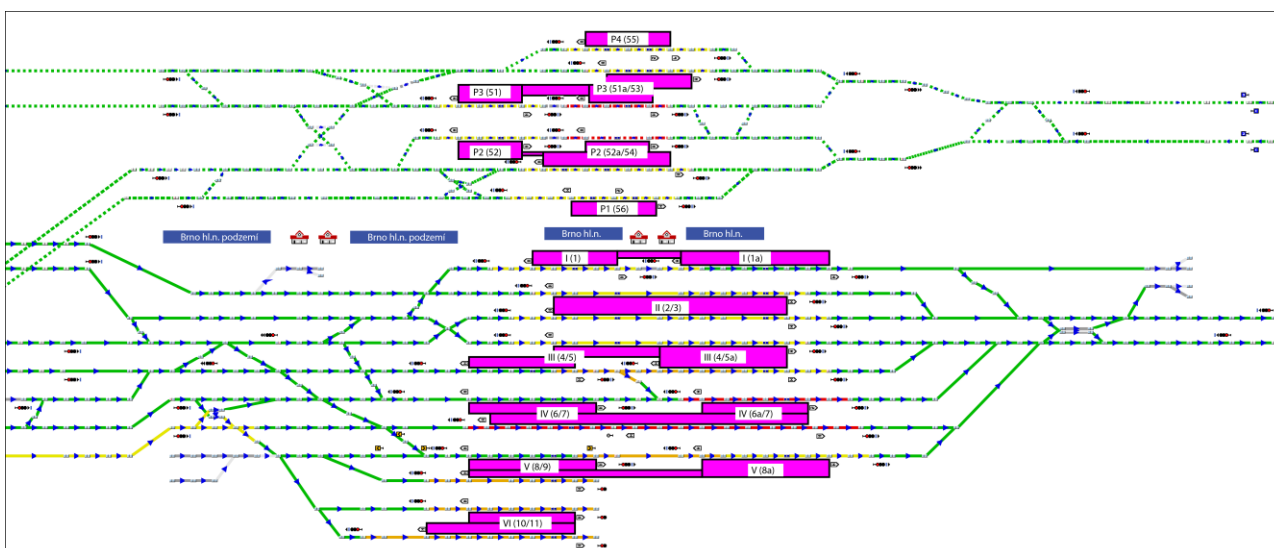 P4 (55)
P3 (51)
P3 (51a/53)
P2 (52)
P2 (52a/54)
P1 (56)
Brno hl.n. podzemí
Brno hl.n. podzemí
Brno hl.n.
Brno hl.n.
I (1)
I (1a)
II (2/3)
III (4/5)
III (4/5a)
IV (6/7)
IV (6a/7)
V (8/9)
V (8a)
VI (10/11)